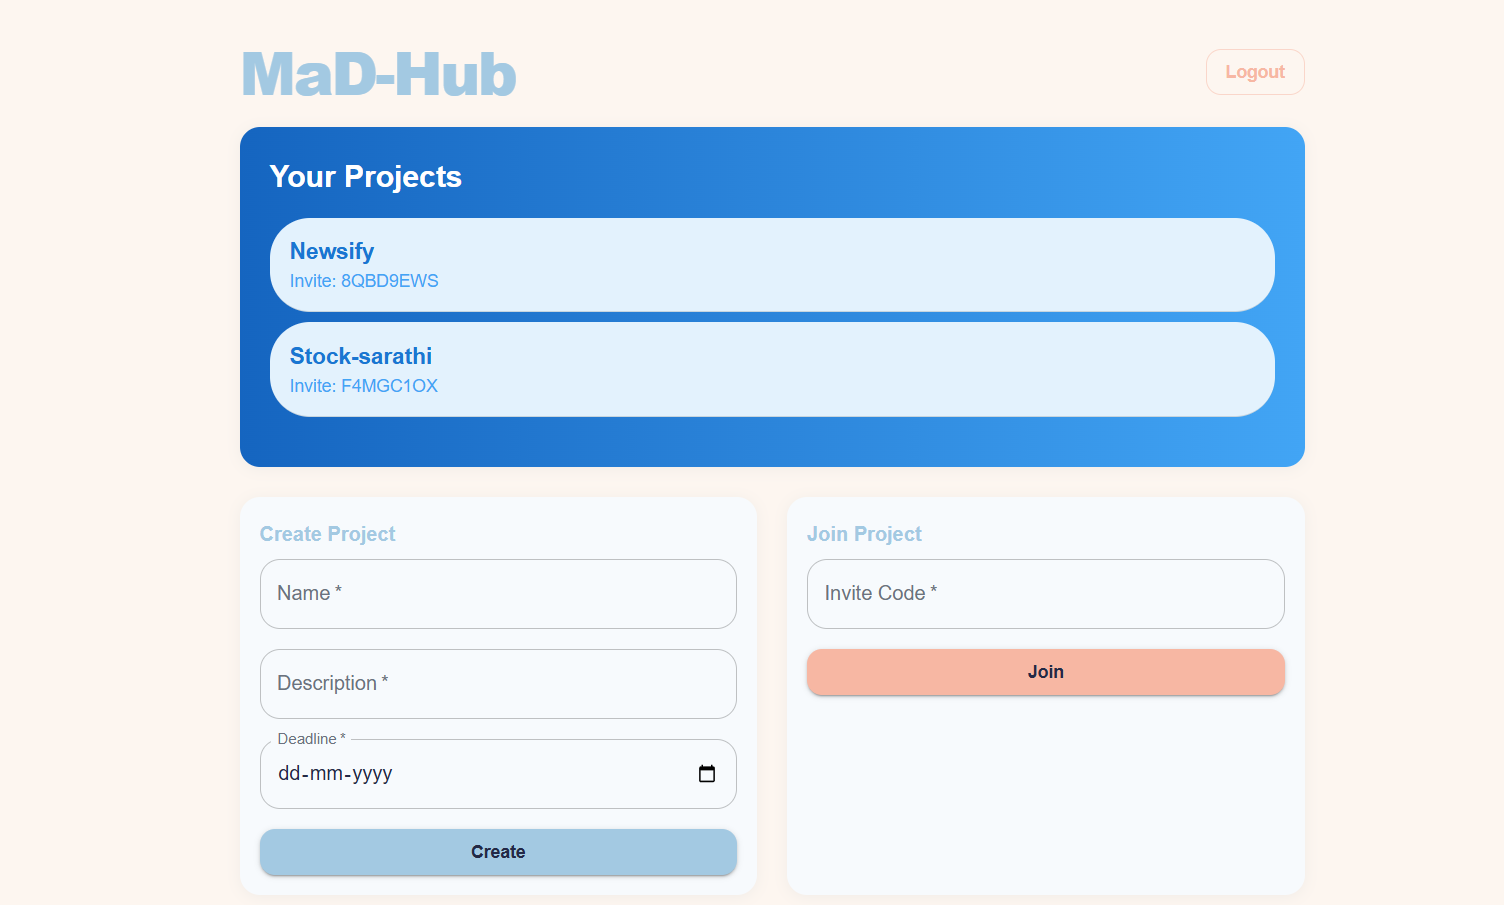 MaD-Hub
Logout
Your Projects
Newsify
Invite: 8QBD9EWS
Stock-sarathi
Invite: F4MGC1OX
Create Project
Name *
Description *
Deadline *
dd-mm-yyyy
Create
Join Project
Invite Code *
Join